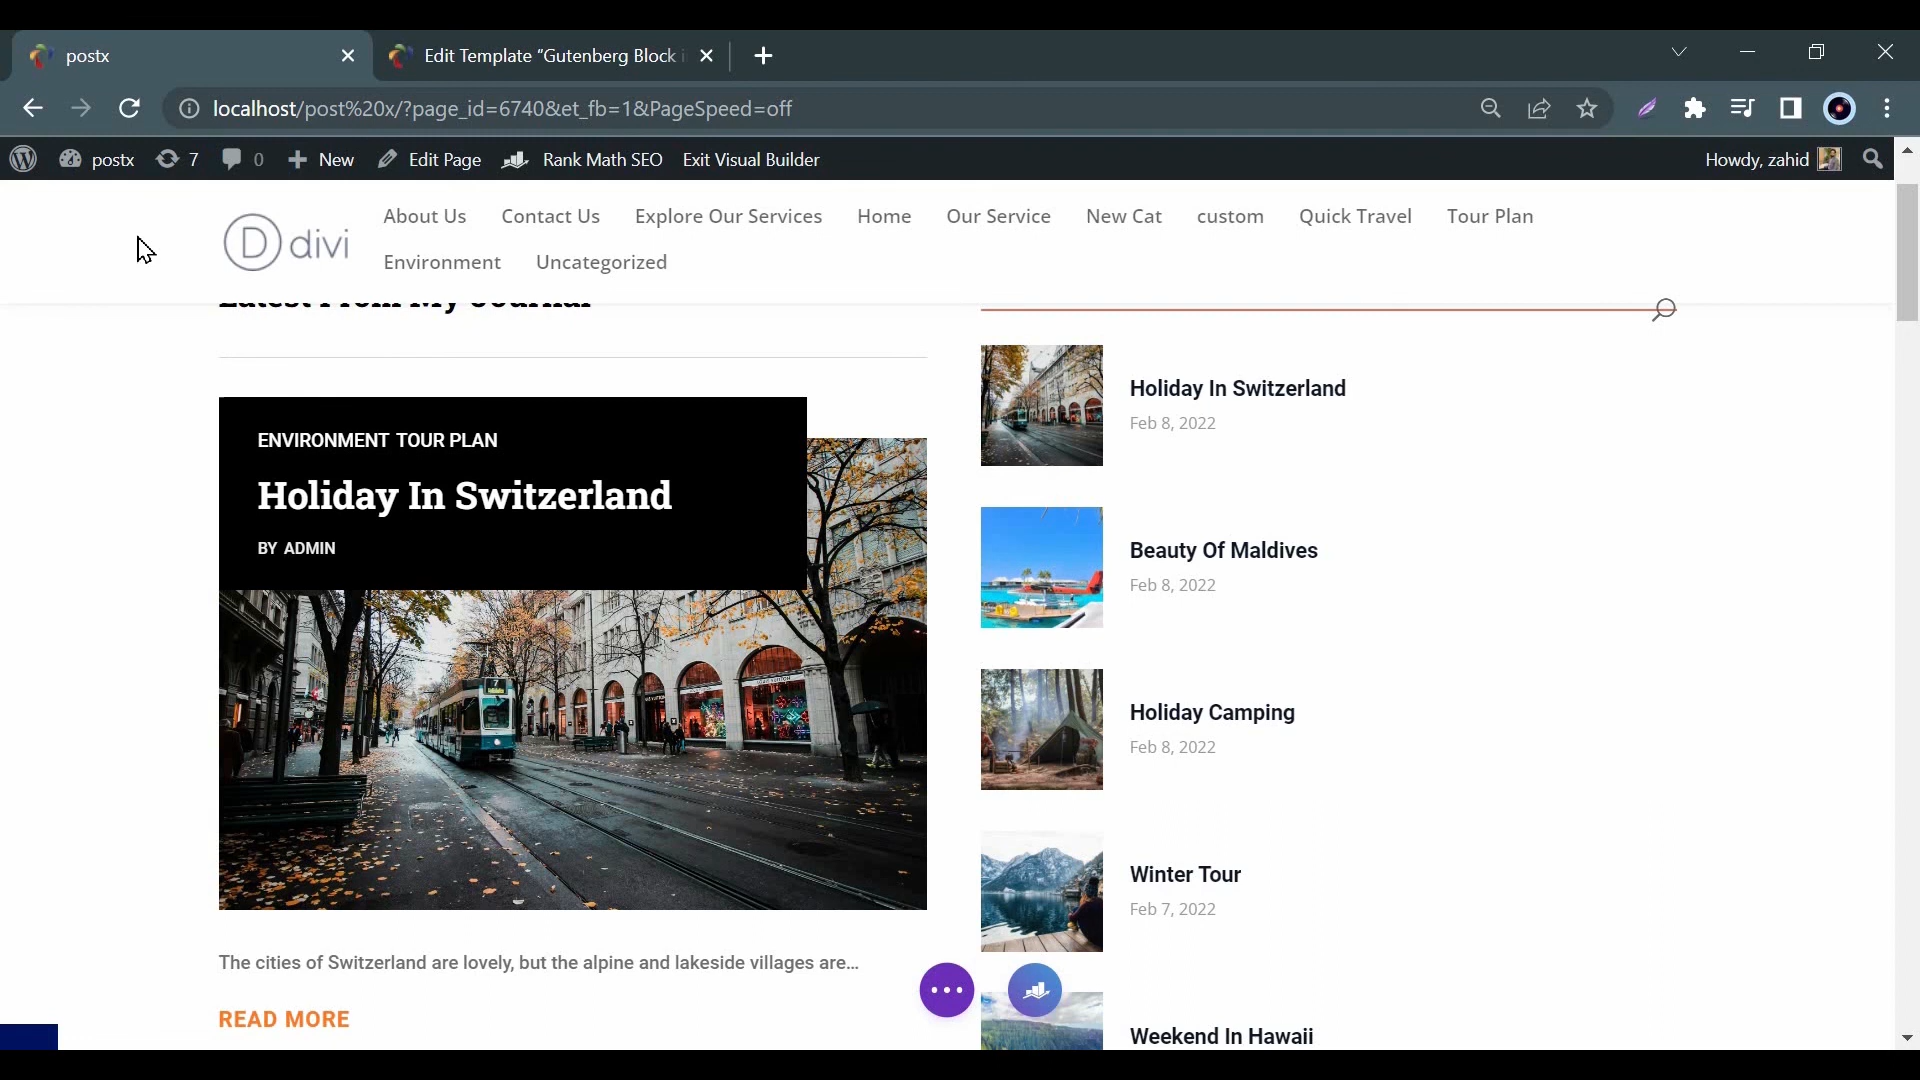 postx
Edit Template "Gutenberg Block i
localhost/post%20x/?page_id=6740&et_fb=1&PageSpeed=off
postx 7 0 New Edit Page Rank Math SEO Exit Visual Builder Howdy, zahid
D divi
About Us Contact Us Explore Our Services Home Our Service New Cat custom Quick Travel Tour Plan
Environment Uncategorized
Latest From My Journal
ENVIRONMENT TOUR PLAN
Holiday In Switzerland
BY ADMIN
7
The cities of Switzerland are lovely, but the alpine and lakeside villages are...
READ MORE
Holiday In Switzerland
Feb 8, 2022
Beauty Of Maldives
Feb 8, 2022
Holiday Camping
Feb 8, 2022
Winter Tour
Feb 7, 2022
Weekend In Hawaii